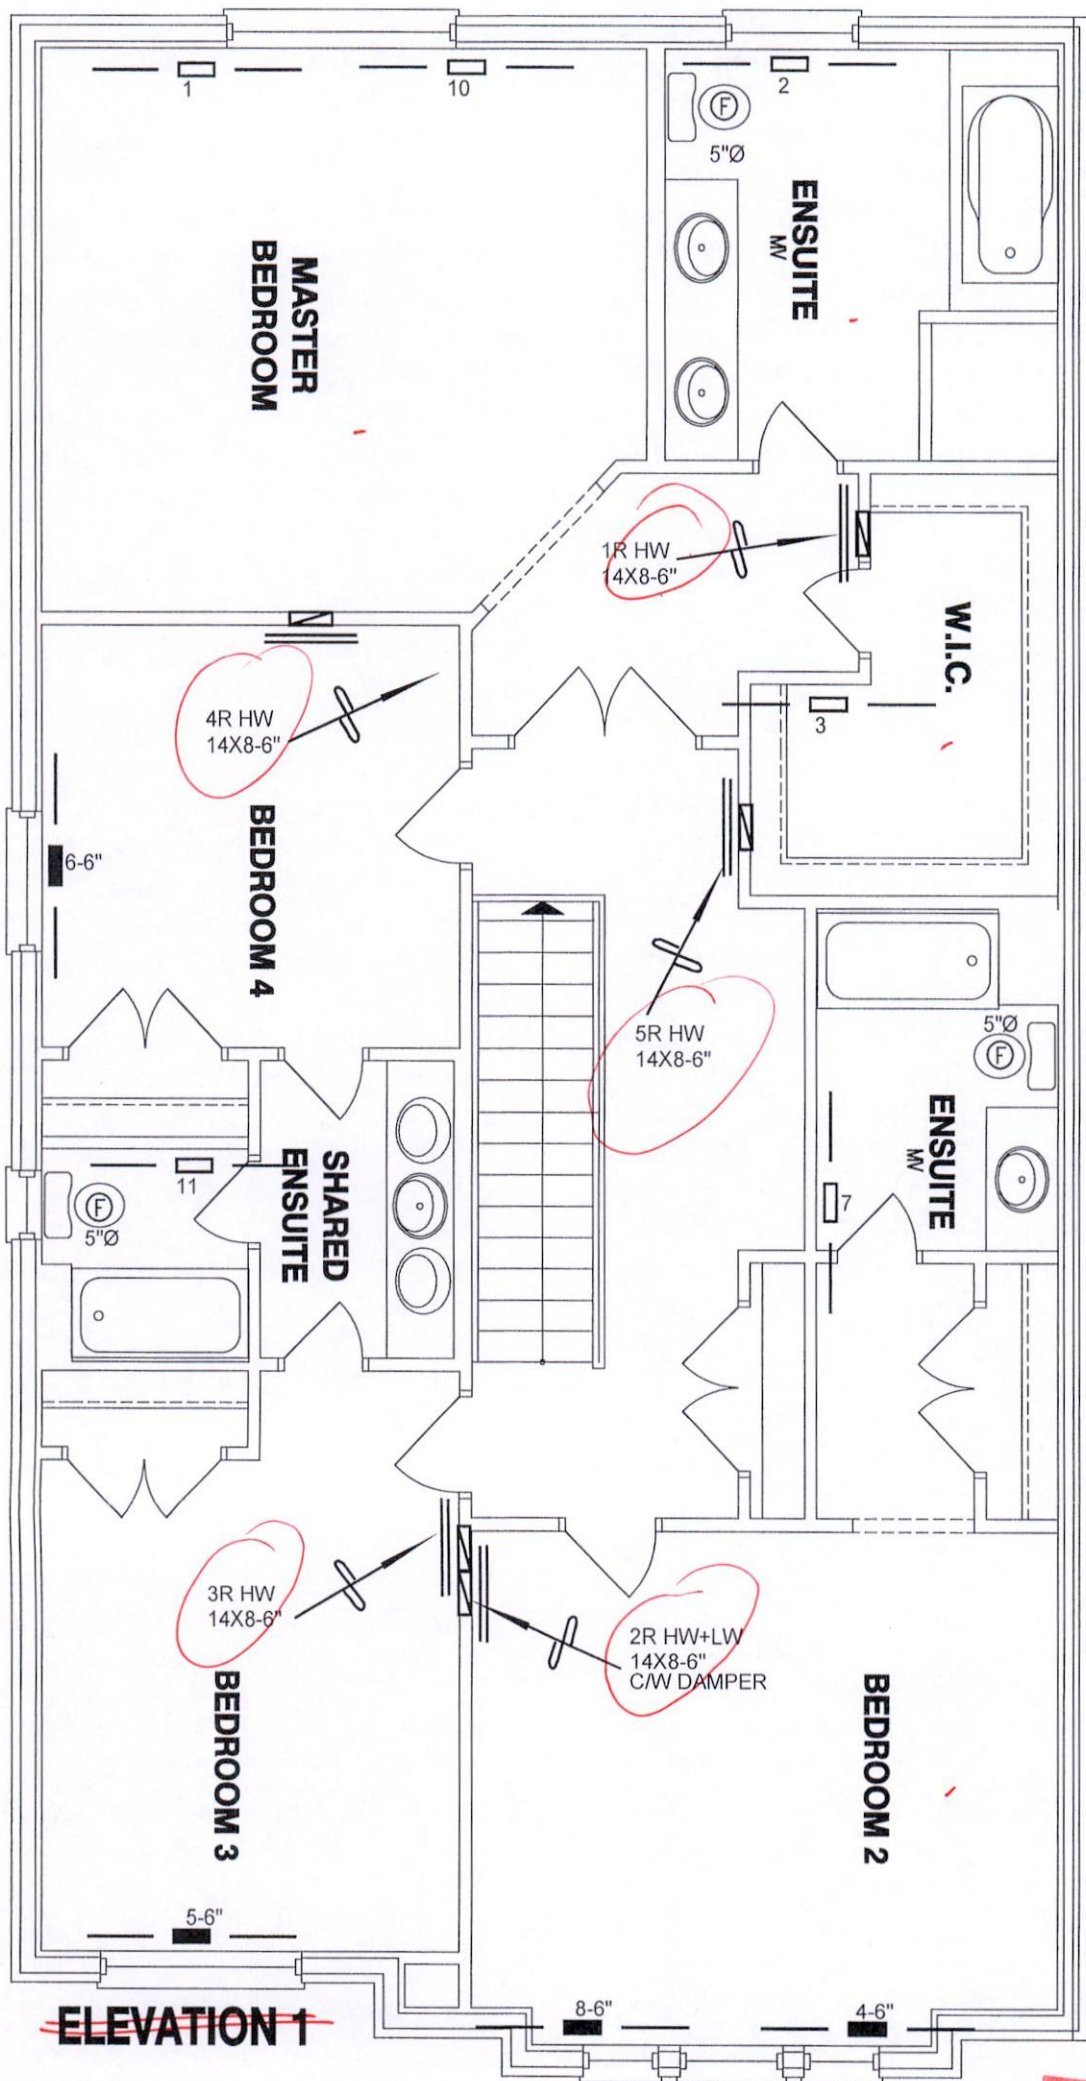 1
10
2
F
5"Ø
ENSUITE
MV
MASTER
BEDROOM
1R HW
14X8-6"
W.I.C.
3
4R HW
14X8-6"
BEDROOM 4
6-6"
5R HW
14X8-6"
5"Ø
F
ENSUITE
MV
7
SHARED
ENSUITE
11
F
5"Ø
3R HW
14X8-6"
2R HW+LW
14X8-6"
C/W DAMPER
BEDROOM 3
BEDROOM 2
5-6"
8-6"
4-6"
ELEVATION 1